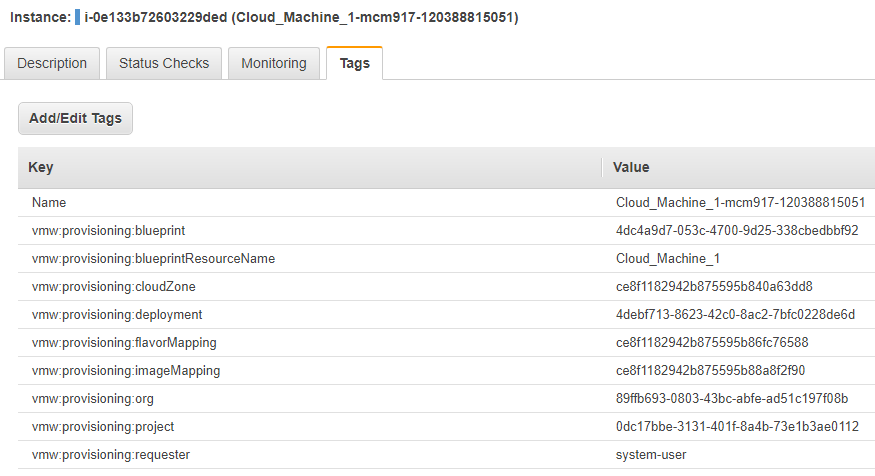 Instance: i-0e133b72603229ded (Cloud_Machine_1-mcm917-120388815051)
Description Status Checks Monitoring Tags
Add/Edit Tags
Key Value
Name Cloud_Machine_1-mcm917-120388815051
vmw:provisioning:blueprint 4dc4a9d7-053c-4700-9d25-338cbedbbf92
vmw:provisioning:blueprintResourceName Cloud_Machine_1
vmw:provisioning:cloudZone ce8f1182942b875595b840a63dd8
vmw:provisioning:deployment 4debf713-8623-42c0-8ac2-7bfc0228de6d
vmw:provisioning:flavorMapping ce8f1182942b875595b86fc76588
vmw:provisioning:imageMapping ce8f1182942b875595b88a8f2f90
vmw:provisioning:org 89ffb693-0803-43bc-abfe-ad51c197f08b
vmw:provisioning:project 0dc17bbe-3131-401f-8a4b-73e1b3ae0112
vmw:provisioning:requester system-user